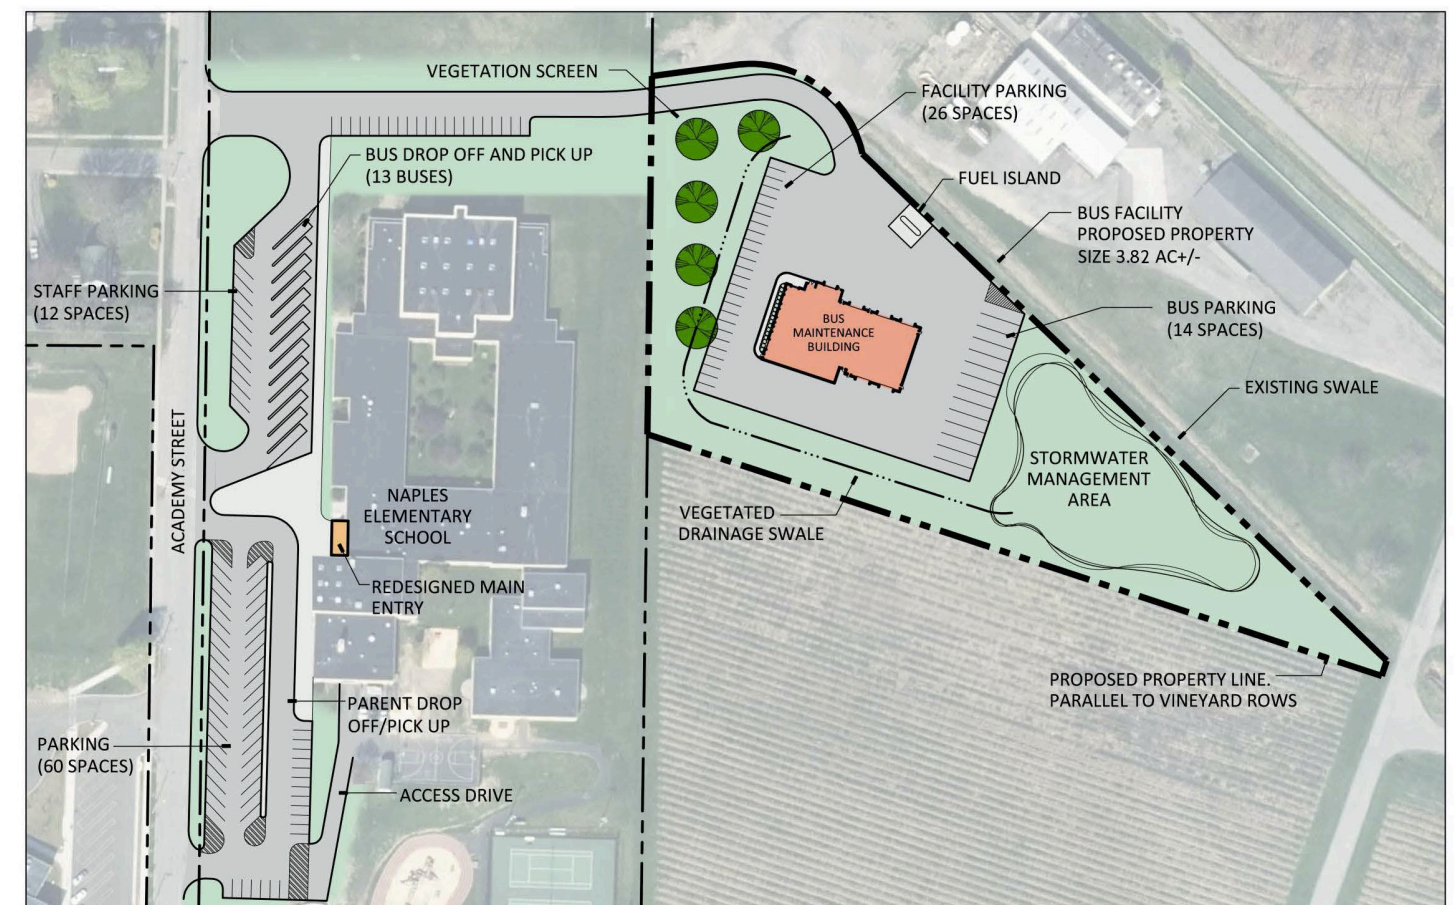 VEGETATION SCREEN
FACILITY PARKING
(26 SPACES)
BUS DROP OFF AND PICK UP
(13 BUSES)
FUEL ISLAND
BUS FACILITY
PROPOSED PROPERTY
SIZE 3.82 AC+/-
STAFF PARKING
(12 SPACES)
BUS PARKING
(14 SPACES)
BUS
MAINTENANCE
BUILDING
EXISTING SWALE
ACADEMY STREET
STORMWATER
MANAGEMENT
AREA
NAPLES
ELEMENTARY
SCHOOL
VEGETATED
DRAINAGE SWALE
REDESIGNED MAIN
ENTRY
PROPOSED PROPERTY LINE.
PARALLEL TO VINEYARD ROWS
PARENT DROP
OFF/PICK UP
PARKING
(60 SPACES)
ACCESS DRIVE